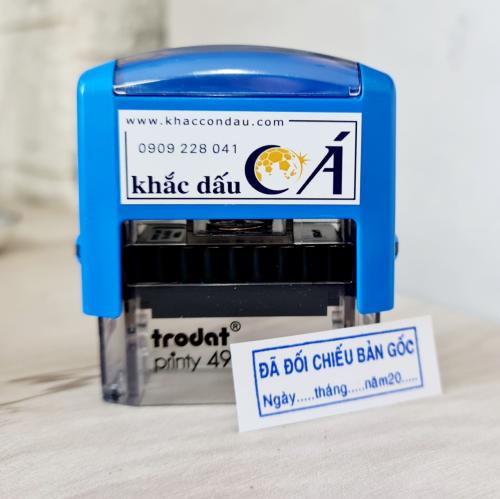 www.khaccondau.com
0909 228 041
khắc dấu CÁ
trodat®
printy 49
ĐÃ ĐỐI CHIẾU BẢN GỐC
Ngày.....tháng.....năm20.....